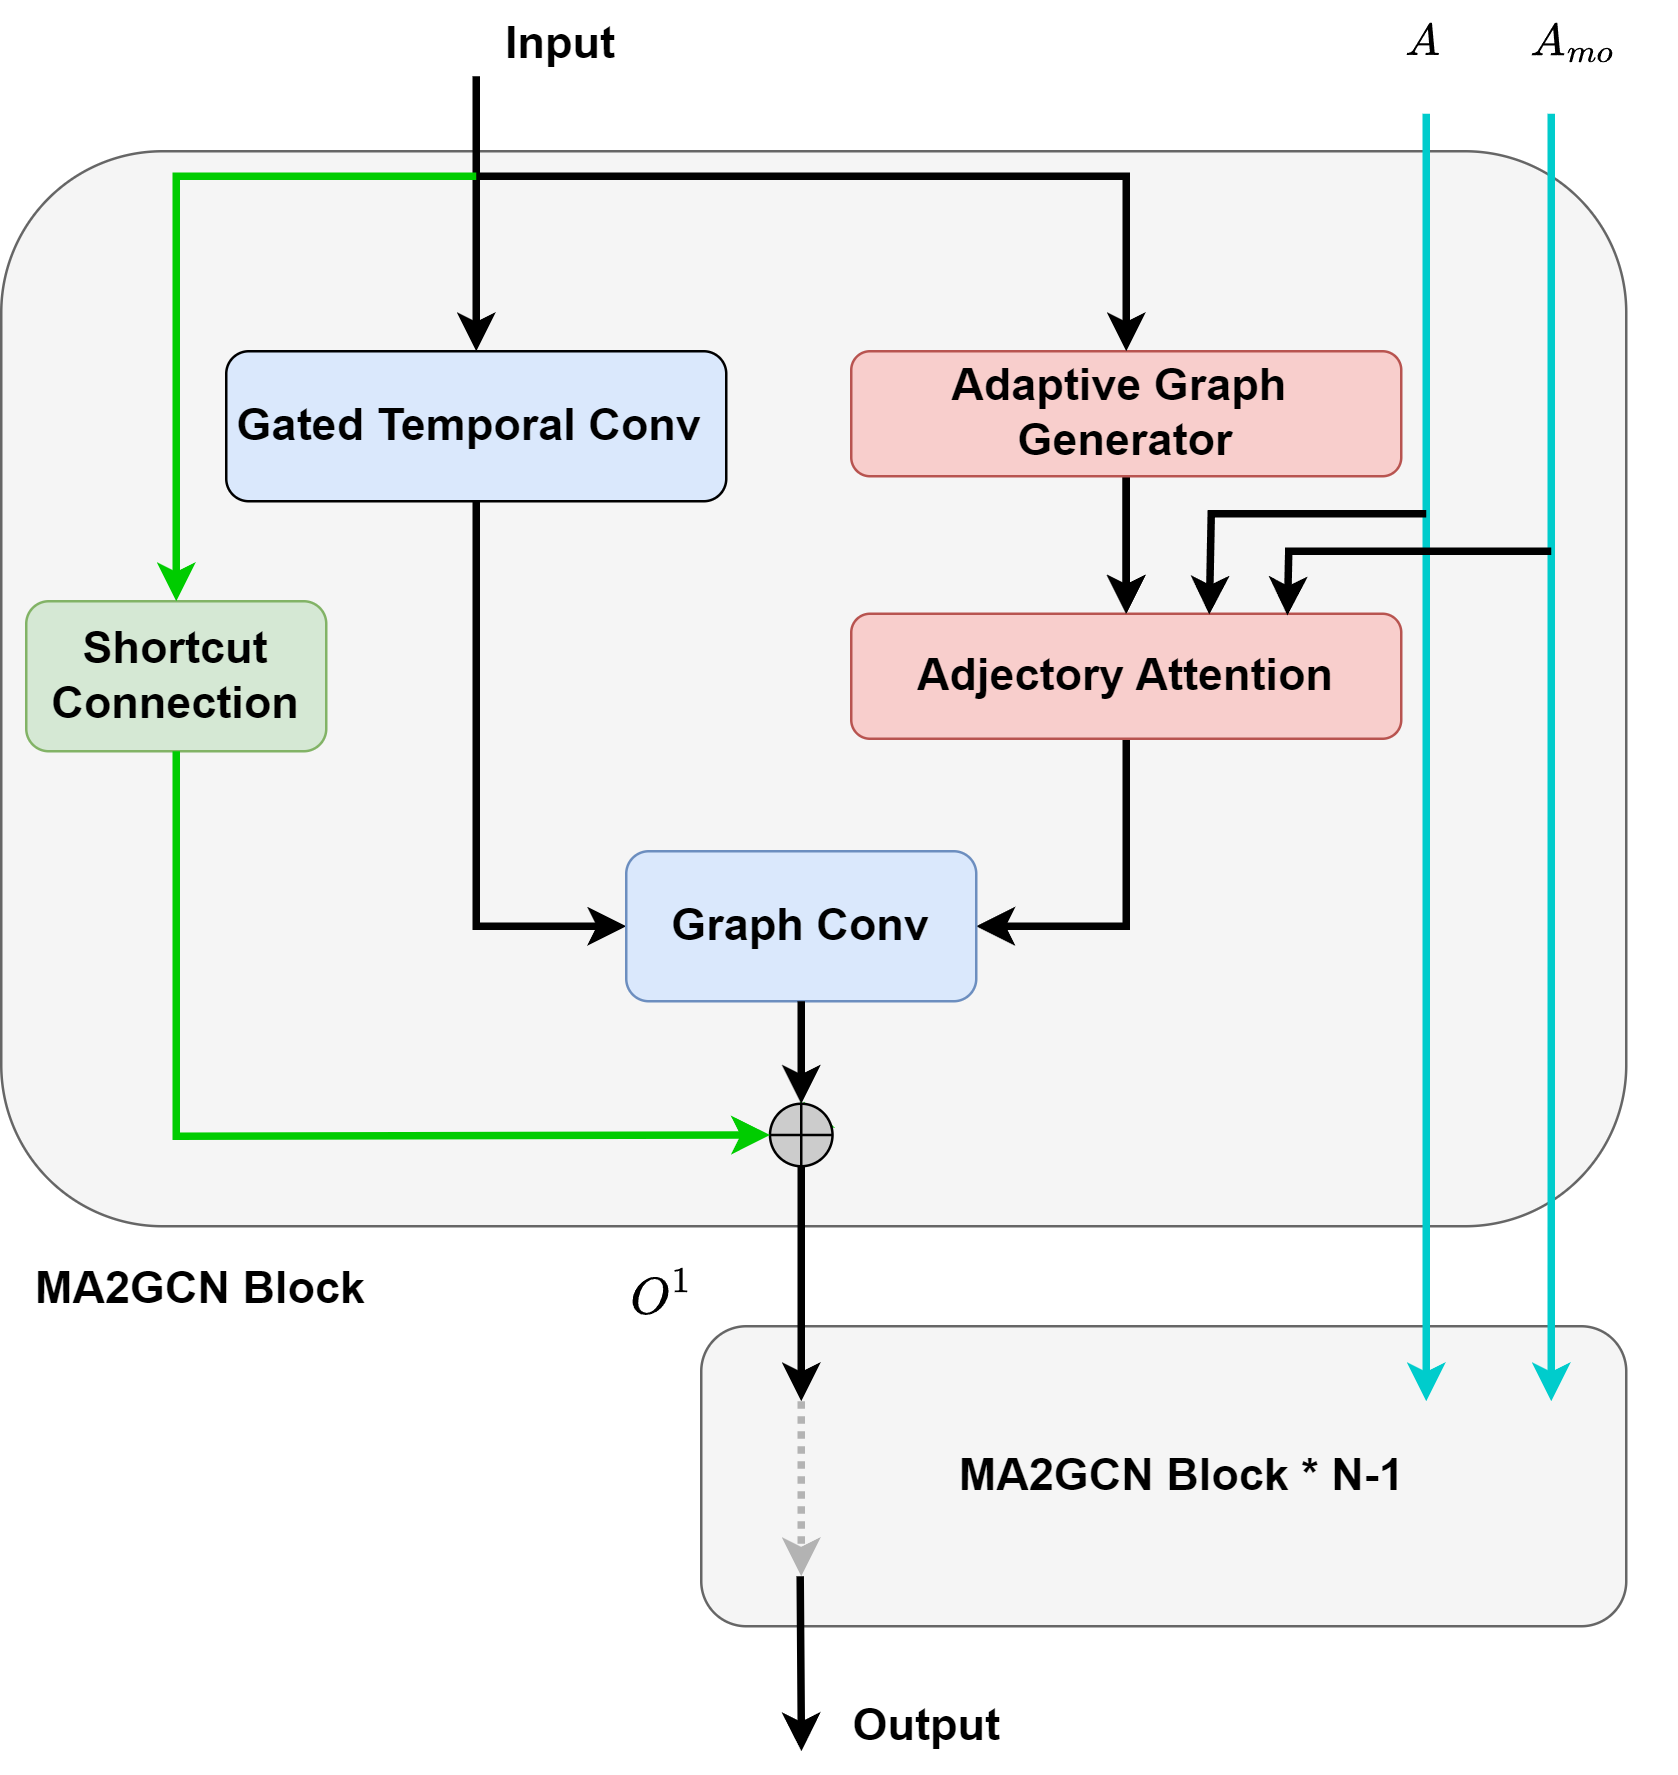 Input
A
A_{mo}
Gated Temporal Conv
Adaptive Graph
Generator
Shortcut
Connection
Adjectory Attention
Graph Conv
MA2GCN Block
O^1
MA2GCN Block * N-1
Output